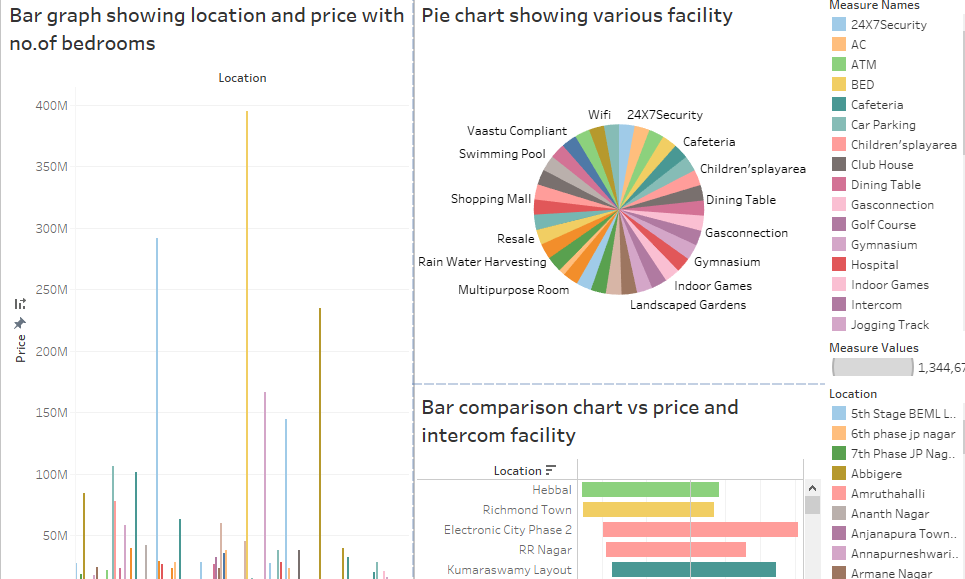 Bar graph showing location and price with
no.of bedrooms
Location
400M
350M
300M
250M
200M
150M
100M
50M
Price
Pie chart showing various facility
Wifi
24X7Security
Vaastu Compliant
Cafeteria
Swimming Pool
Children'splayarea
Shopping Mall
Dining Table
Resale
Gasconnection
Rain Water Harvesting
Gymnasium
Multipurpose Room
Indoor Games
Landscaped Gardens
Bar comparison chart vs price and
intercom facility
Location
Hebbal
Richmond Town
Electronic City Phase 2
RR Nagar
Kumaraswamy Layout
Measure Names
24X7Security
AC
ATM
BED
Cafeteria
Car Parking
Children'splayarea
Club House
Dining Table
Gasconnection
Golf Course
Gymnasium
Hospital
Indoor Games
Intercom
Jogging Track
Measure Values
1,344,67
Location
5th Stage BEML L..
6th phase jp nagar
7th Phase JP Nag..
Abbigere
Amruthahalli
Ananth Nagar
Anjanapura Town..
Annapurneshwari..
Armane Nagar